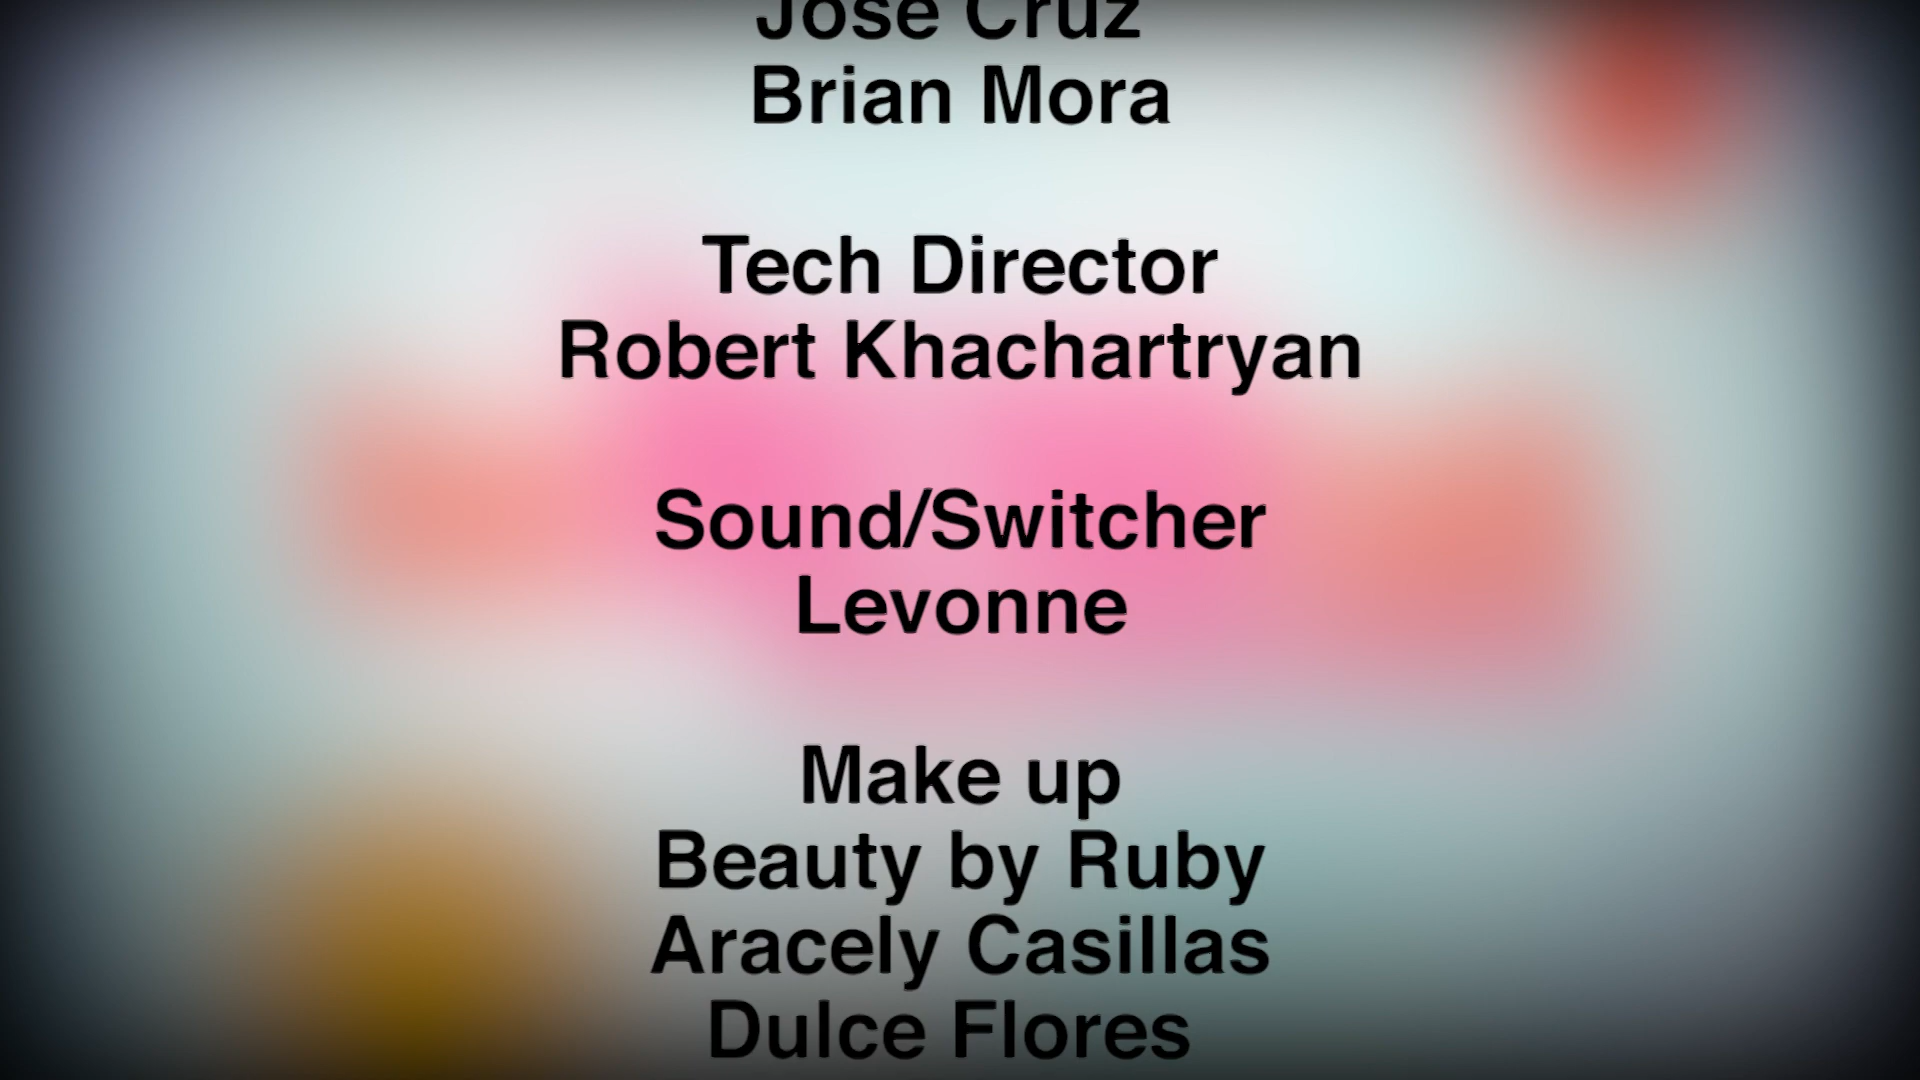 Jose Cruz
Brian Mora
Tech Director
Robert Khachartryan
Sound/Switcher
Levonne
Make up
Beauty by Ruby
Aracely Casillas
Dulce Flores